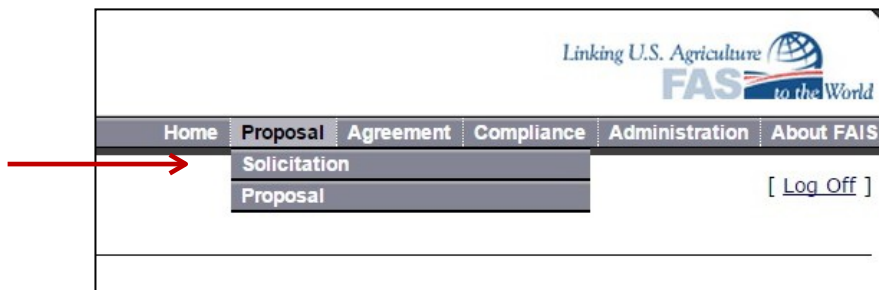 Linking U.S. Agriculture
FAS
to the World
Home Proposal Agreement Compliance Administration About FAIS
Solicitation
[ Log Off ]
Proposal